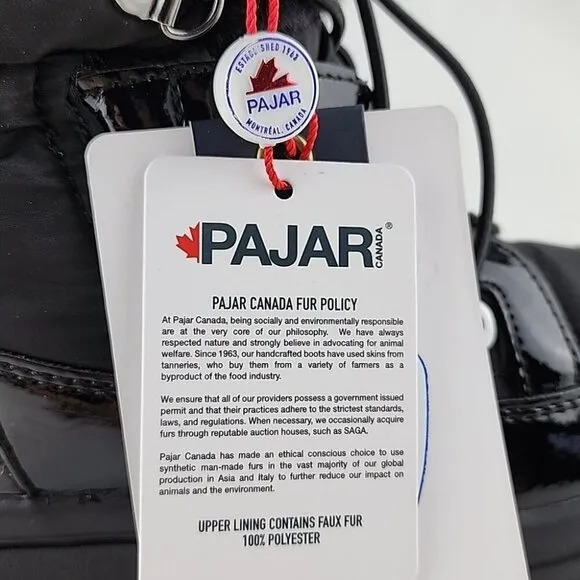 ESTABLISHED 1963
PAJAR
MONTRÉAL, CANADA
PAJAR CANADA®
PAJAR CANADA FUR POLICY
At Pajar Canada, being socially and environmentally responsible
are at the very core of our philosophy. We have always
respected nature and strongly believe in advocating for animal
welfare. Since 1963, our handcrafted boots have used skins from
tanneries, who buy them from a variety of farmers as a
byproduct of the food industry.
We ensure that all of our providers possess a government issued
permit and that their practices adhere to the strictest standards,
laws, and regulations. When necessary, we occasionally acquire
furs through reputable auction houses, such as SAGA.
Pajar Canada has made an ethical conscious choice to use
synthetic man-made furs in the vast majority of our global
production in Asia and Italy to further reduce our impact on
animals and the environment.
UPPER LINING CONTAINS FAUX FUR
100% POLYESTER